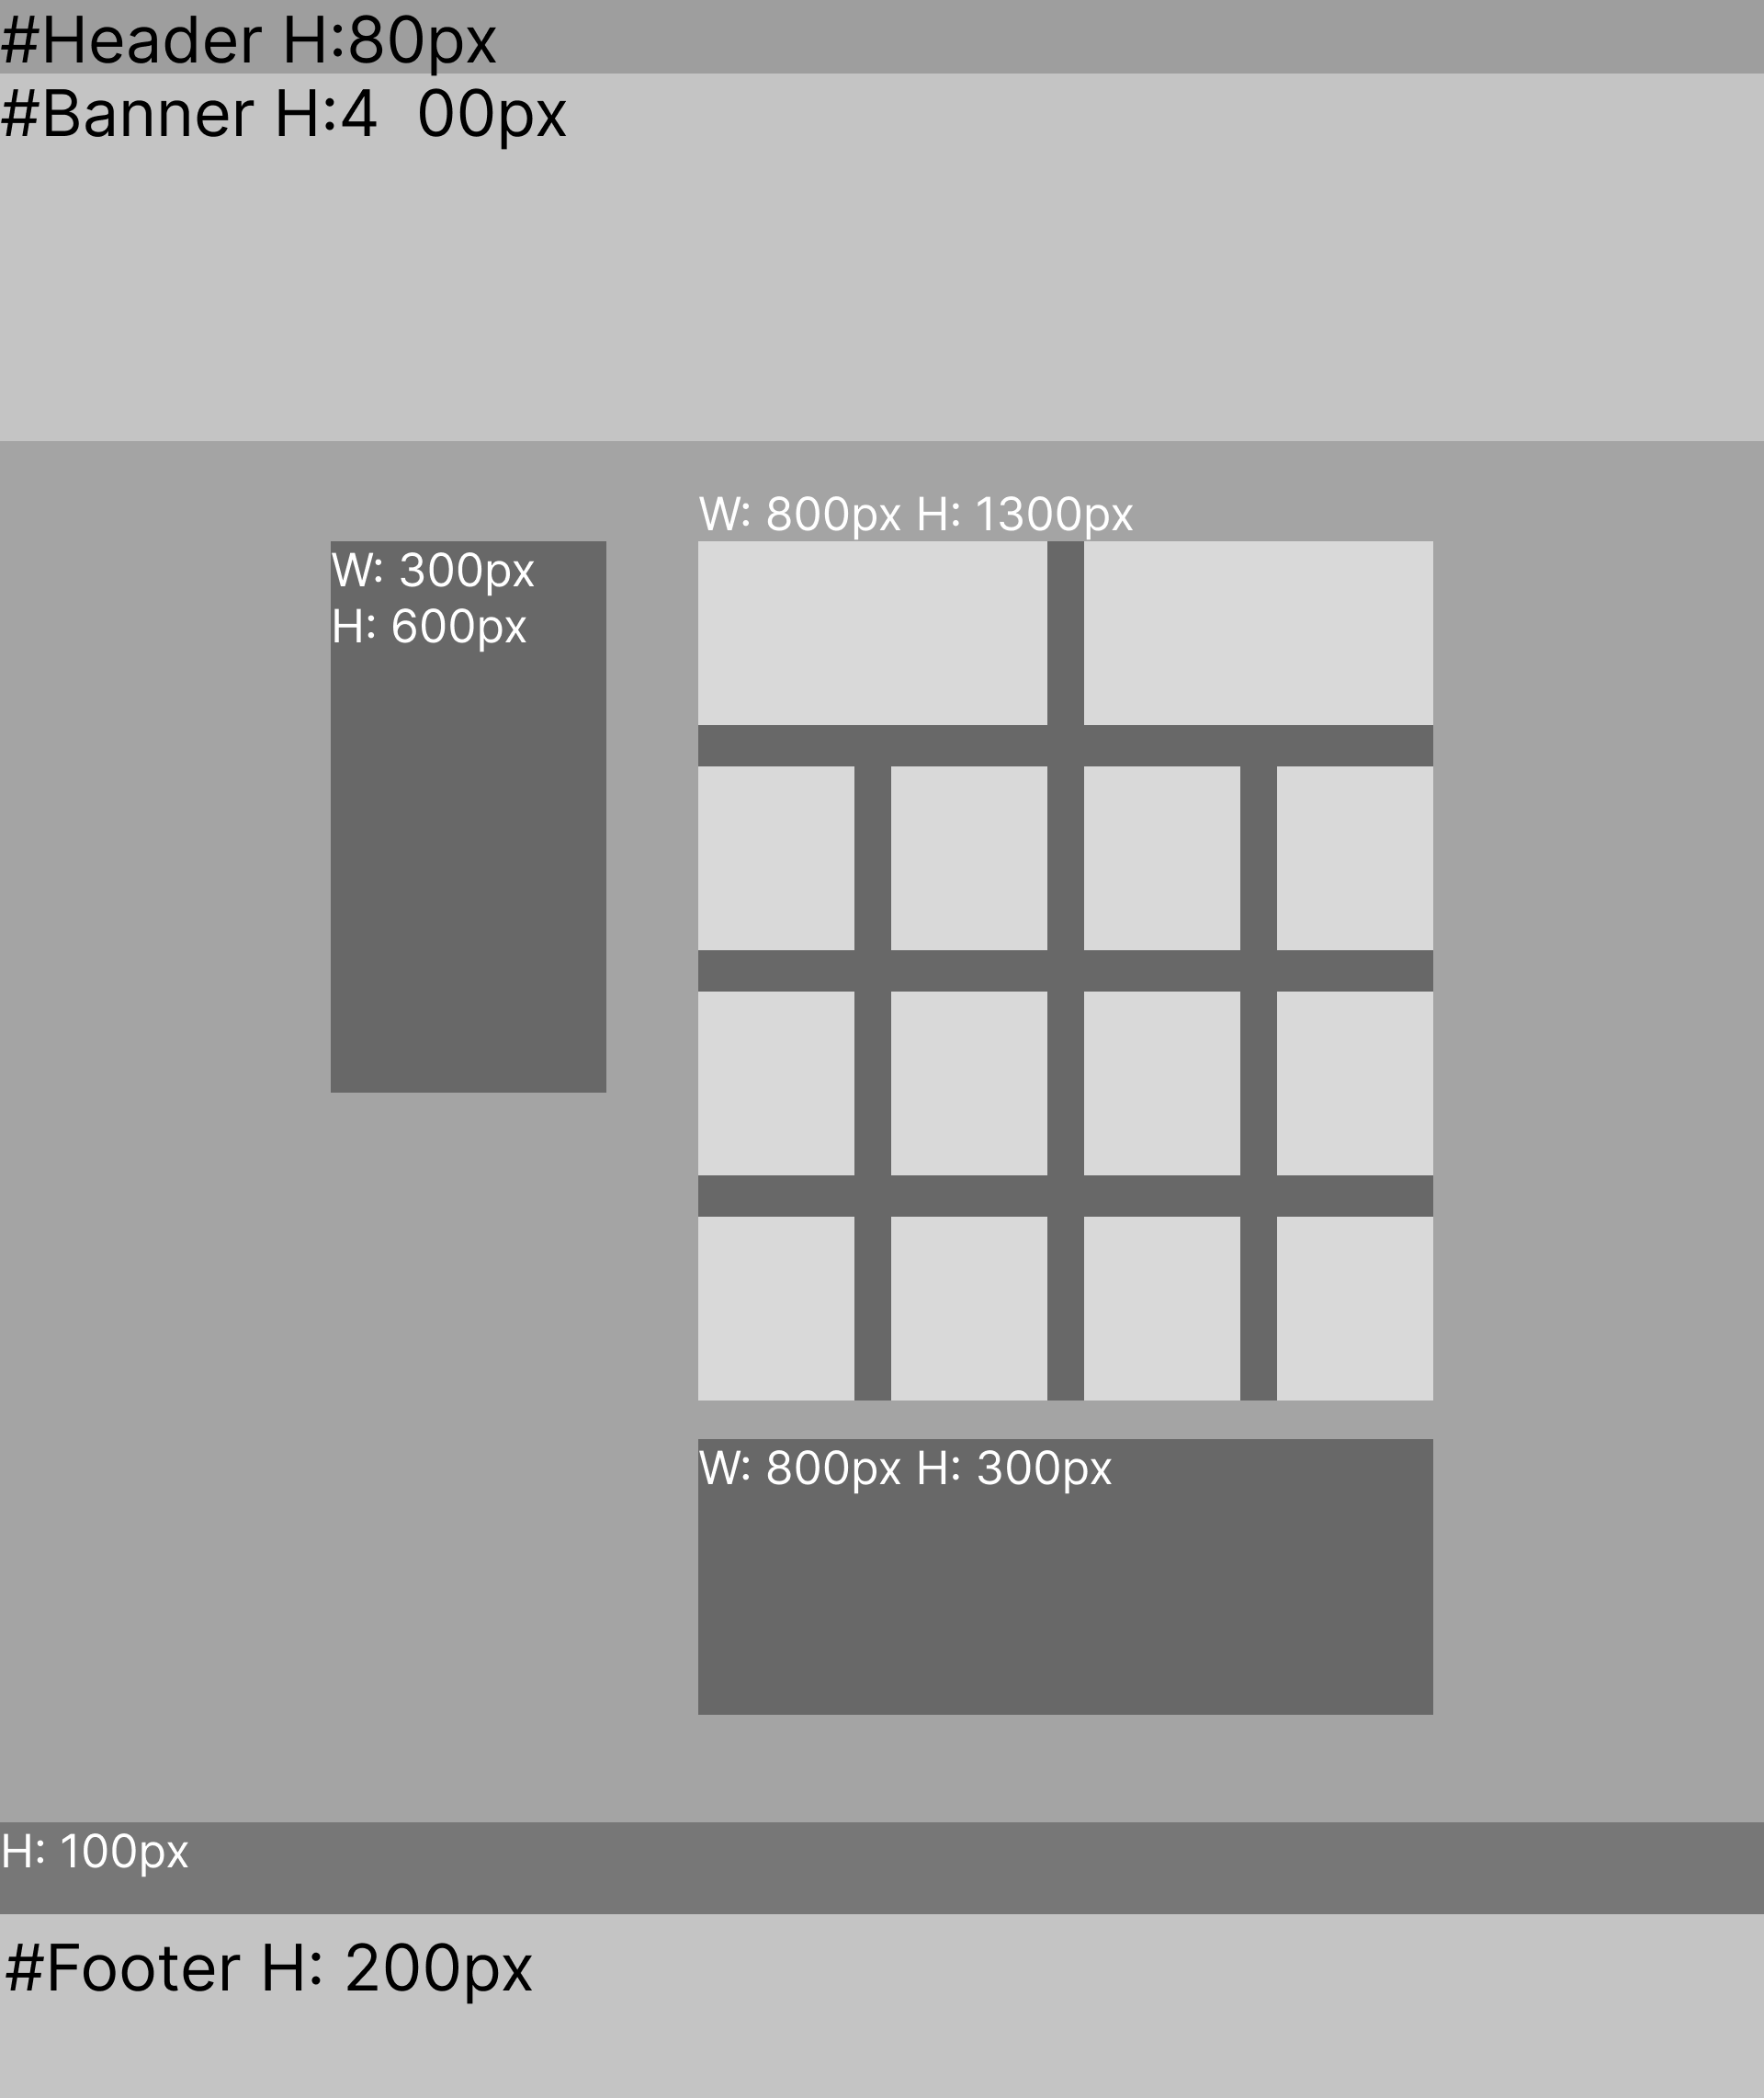 #Header H:80px
#Banner H:4  00px
W: 800px H: 1300px
W: 300px
H: 600px
W: 800px H: 300px
H: 100px
#Footer H: 200px